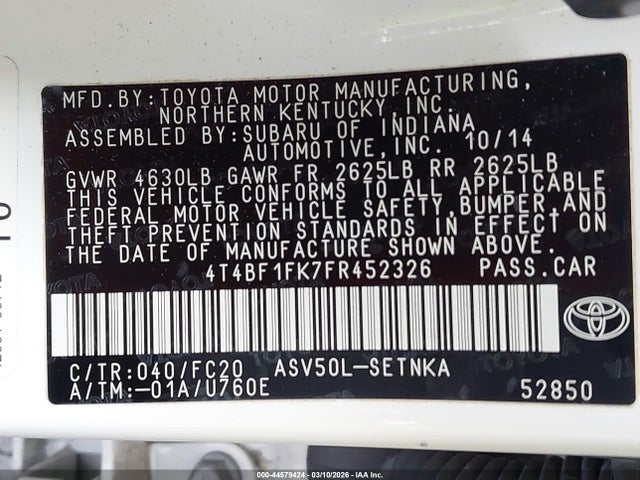 MFD.BY:TOYOTA MOTOR MANUFACTURING,
NORTHERN KENTUCKY,INC.
ASSEMBLED BY:SUBARU OF INDIANA
AUTOMOTIVE,INC. 10/14
GVWR 4630LB GAWR FR 2625LB RR 2625LB
THIS VEHICLE CONFORMS TO ALL APPLICABLE
FEDERAL MOTOR VEHICLE SAFETY,BUMPER,AND
THEFT PREVENTION STANDARDS IN EFFECT ON
THE DATE OF MANUFACTURE SHOWN ABOVE.
4T4BF1FK7FR452326 PASS.CAR
C/TR:040/FC20 ASV50L-SETNKA
A/TM:-01A/U760E 52850
000-44579424 - 03/10/2026 - IAA Inc.